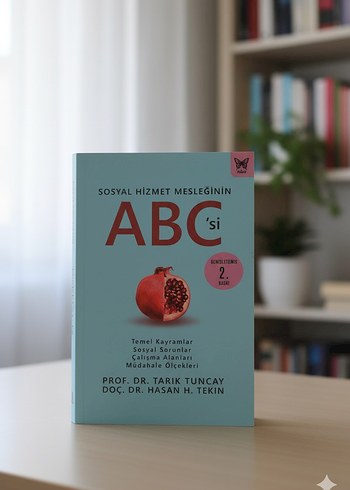 SOSYAL HİZMET MESLEĞİNİN
ABC'si
GENİŞLETİLMİŞ
2.
BASKI
Temel Kavramlar
Sosyal Sorunlar
Çalışma Alanları
Müdahale Ölçekleri
PROF. DR. TARIK TUNCAY
DOÇ. DR. HASAN H. TEKİN